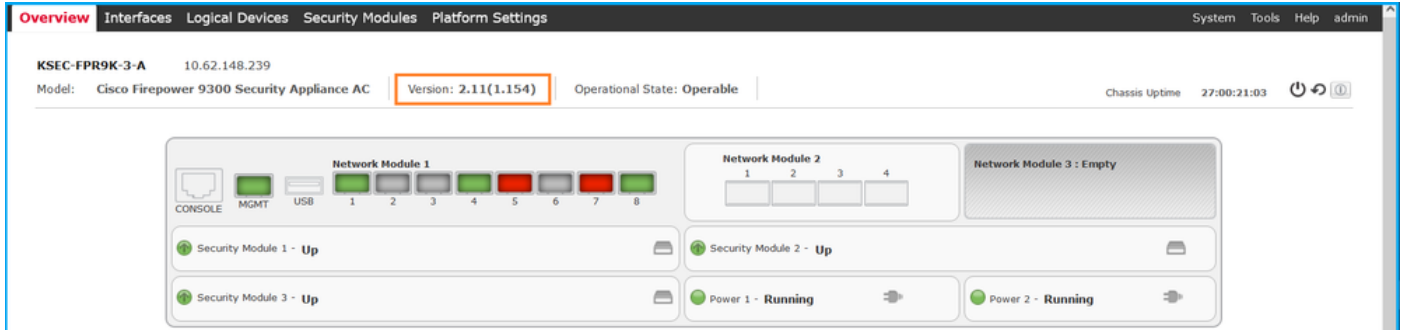 Overview Interfaces Logical Devices Security Modules Platform Settings System Tools Help admin
KSEC-FPR9K-3-A 10.62.148.239
Model: Cisco Firepower 9300 Security Appliance AC Version: 2.11(1.154) Operational State: Operable Chassis Uptime 27:00:21:03
Network Module 1 Network Module 2 Network Module 3 : Empty
1 2 3 4
CONSOLE MGMT USB 1 2 3 4 5 6 7 8
Security Module 1 - Up Security Module 2 - Up
Security Module 3 - Up Power 1 - Running Power 2 - Running